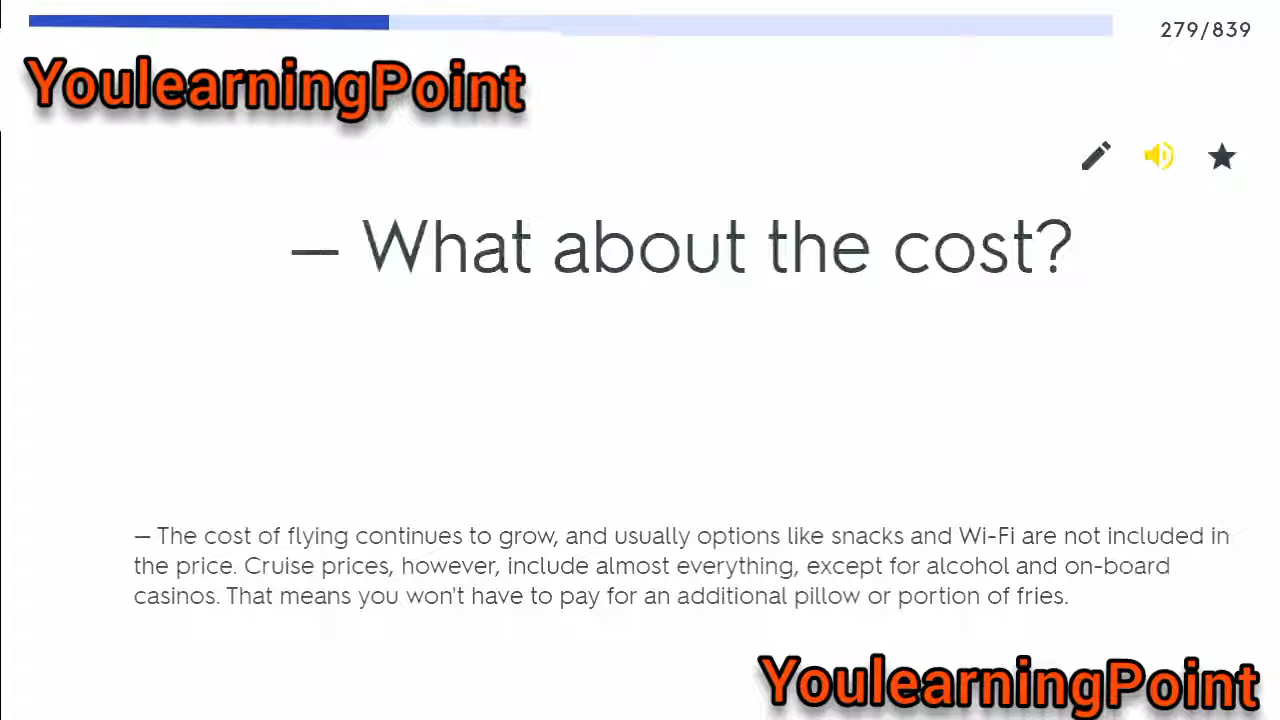 279/839
YoulearningPoint
– What about the cost?
– The cost of flying continues to grow, and usually options like snacks and Wi-Fi are not included in
the price. Cruise prices, however, include almost everything, except for alcohol and on-board
casinos. That means you won't have to pay for an additional pillow or portion of fries.
YoulearningPoint